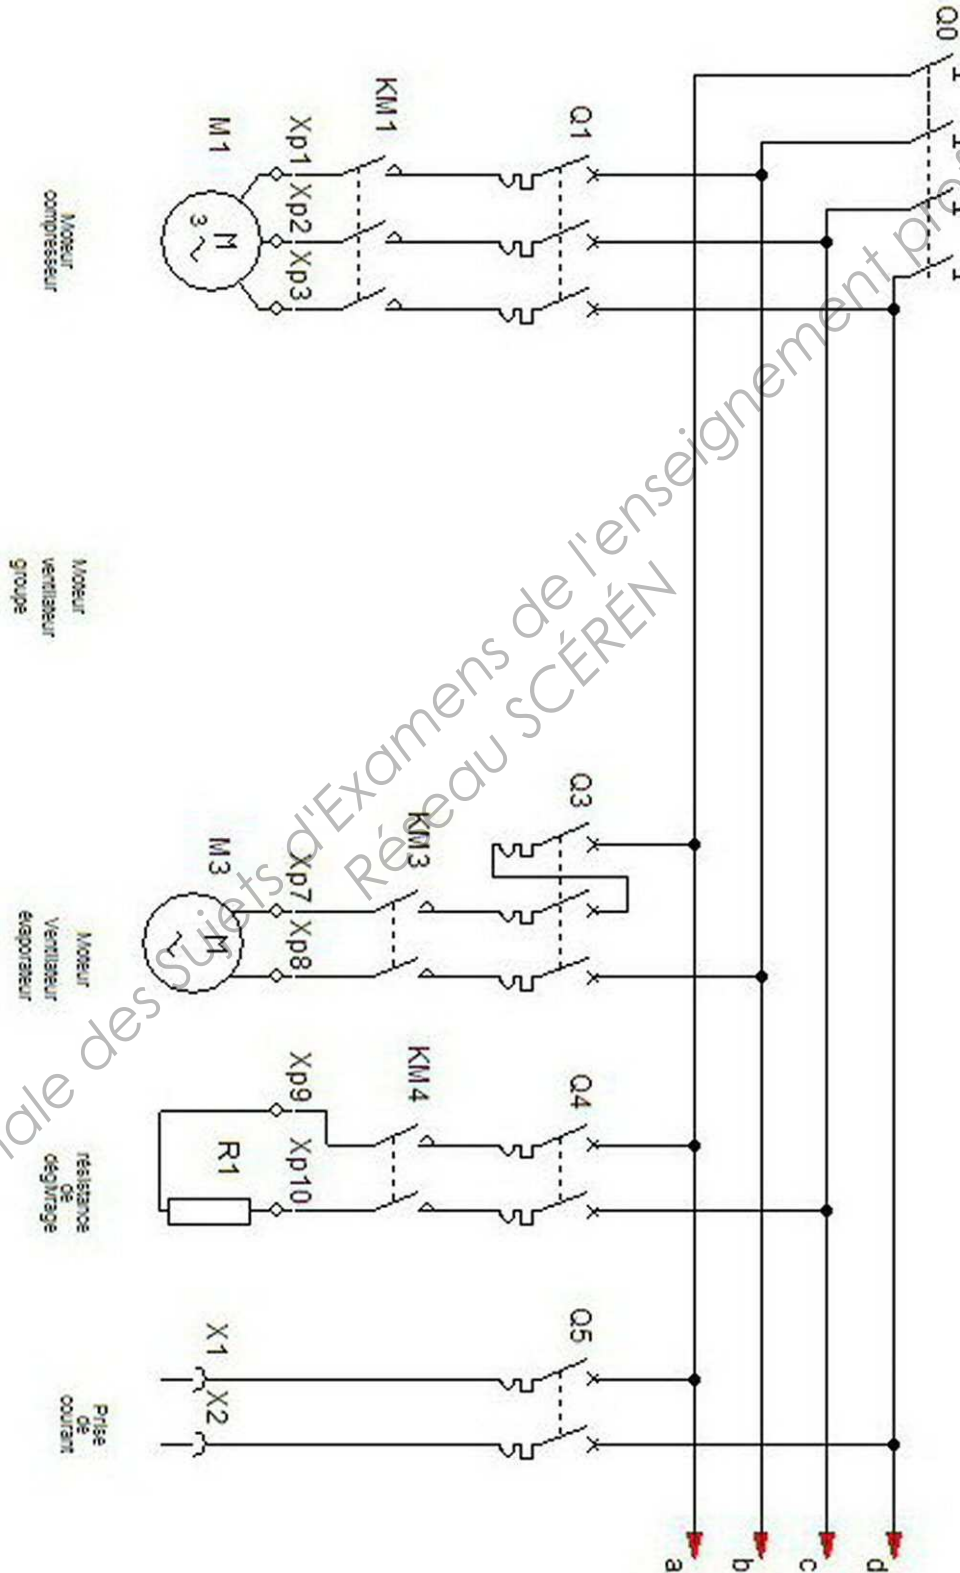 Q0
Q1
KM1
Xp1
Xp2
Xp3
M1
M
3
Moteur
compresseur
Moteur
ventilateur
groupe
Q3
KM3
Xp7
Xp8
M3
M
Moteur
Ventilateur
évaporateur
Q4
KM4
Xp9
Xp10
R1
résistance
de
dégivrage
Q5
X1
X2
Prise
de
courant
a
b
c
d
des Sujets d'Examens de l'enseignement
Réseau SCÉRÉN